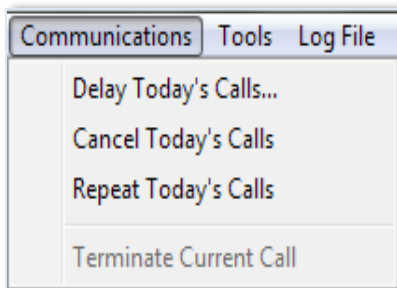 Communications Tools Log File
Delay Today's Calls...
Cancel Today's Calls
Repeat Today's Calls
Terminate Current Call